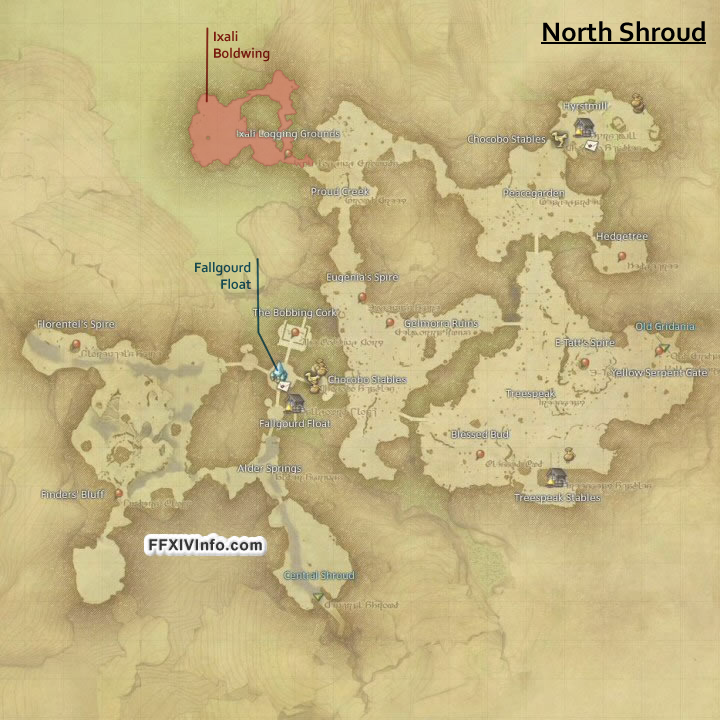 North Shroud
Ixali
Boldwing
Hyrstmill
Ixali Logging Grounds
Chocobo Stables
Proud Creek
Peacegarden
Hedgetree
Fallgourd
Float
Eugenia's Spire
The Bobbing Cork
Florentel's Spire
Gelmorra Ruins
Old Gridania
E-Tatt's Spire
Yellow Serpent Gate
Chocobo Stables
Treespeak
Fallgourd Float
Blessed Bud
Alder Springs
Finders' Bluff
Treespeak Stables
FFXIVInfo.com
Central Shroud